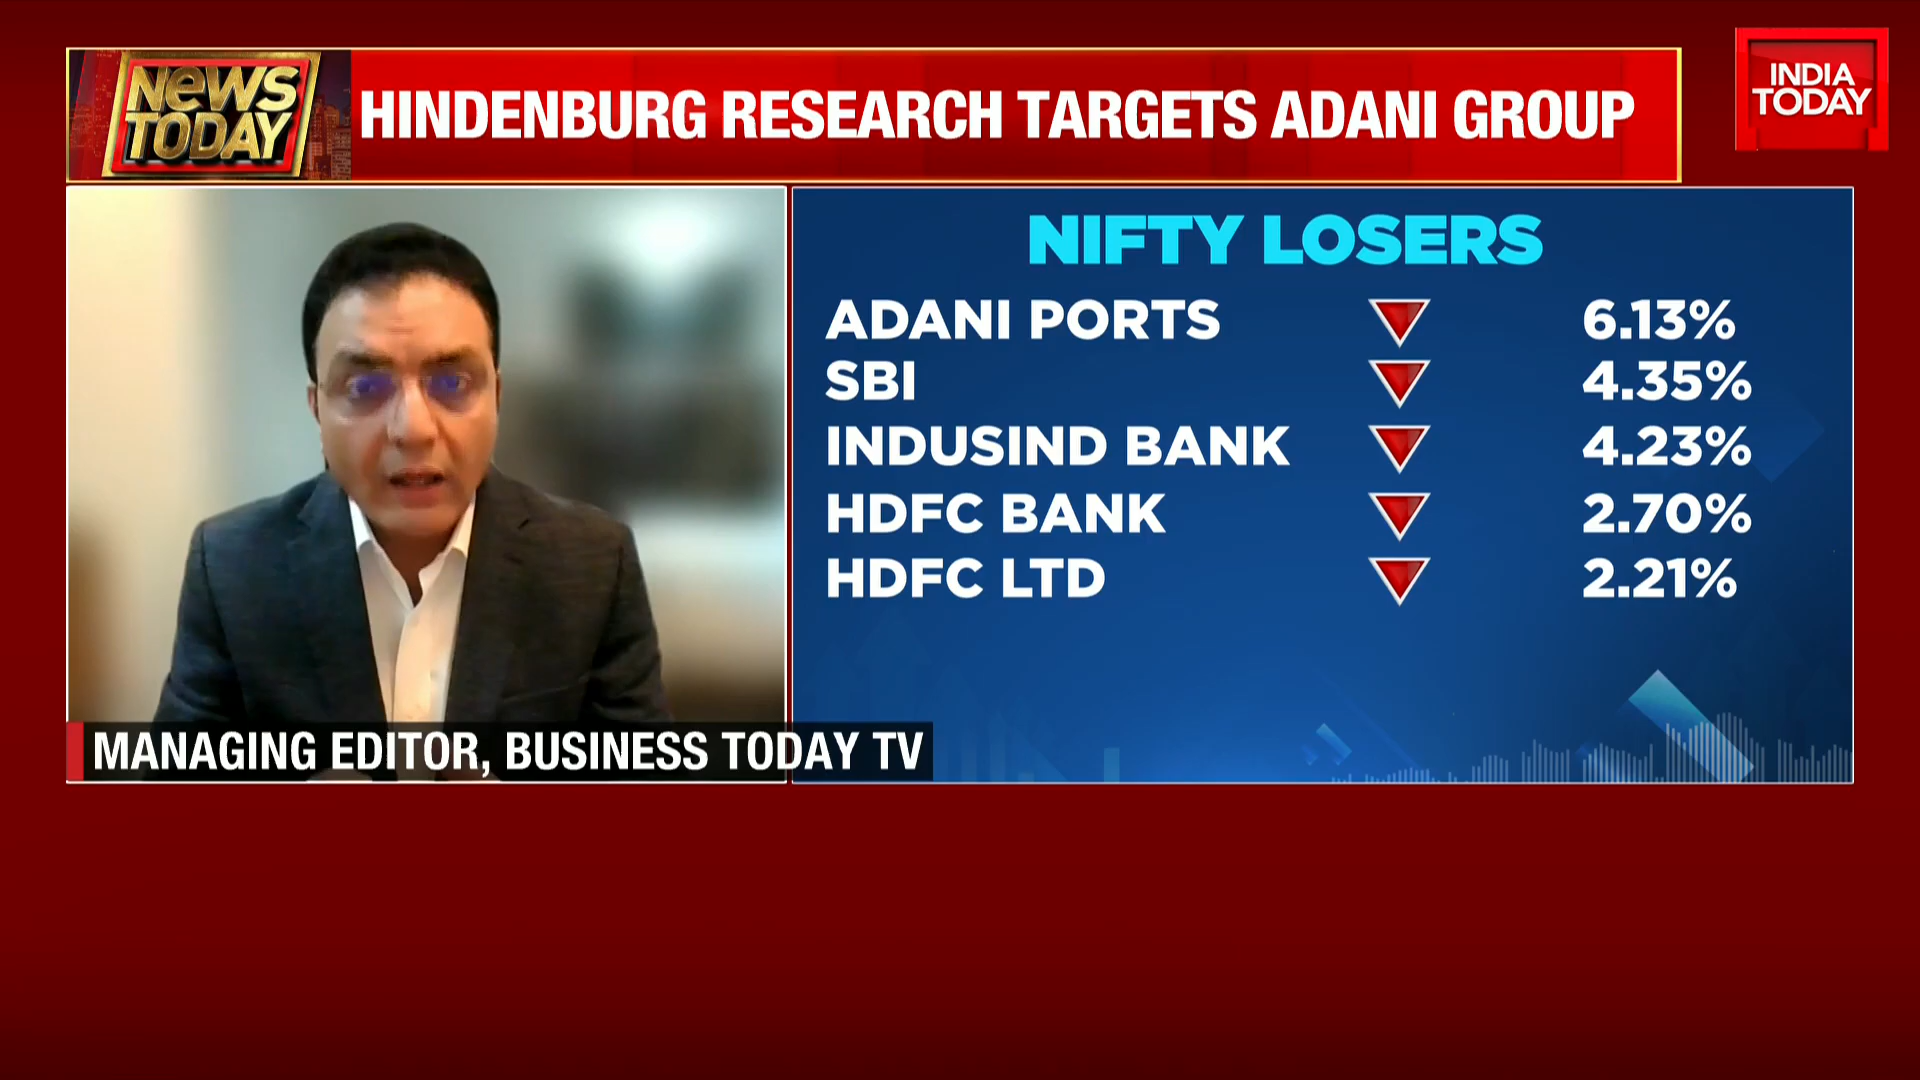 NEWS
TODAY
HINDENBURG RESEARCH TARGETS ADANI GROUP
INDIA
TODAY
NIFTY LOSERS
ADANI PORTS 6.13%
SBI 4.35%
INDUSIND BANK 4.23%
HDFC BANK 2.70%
HDFC LTD 2.21%
MANAGING EDITOR, BUSINESS TODAY TV